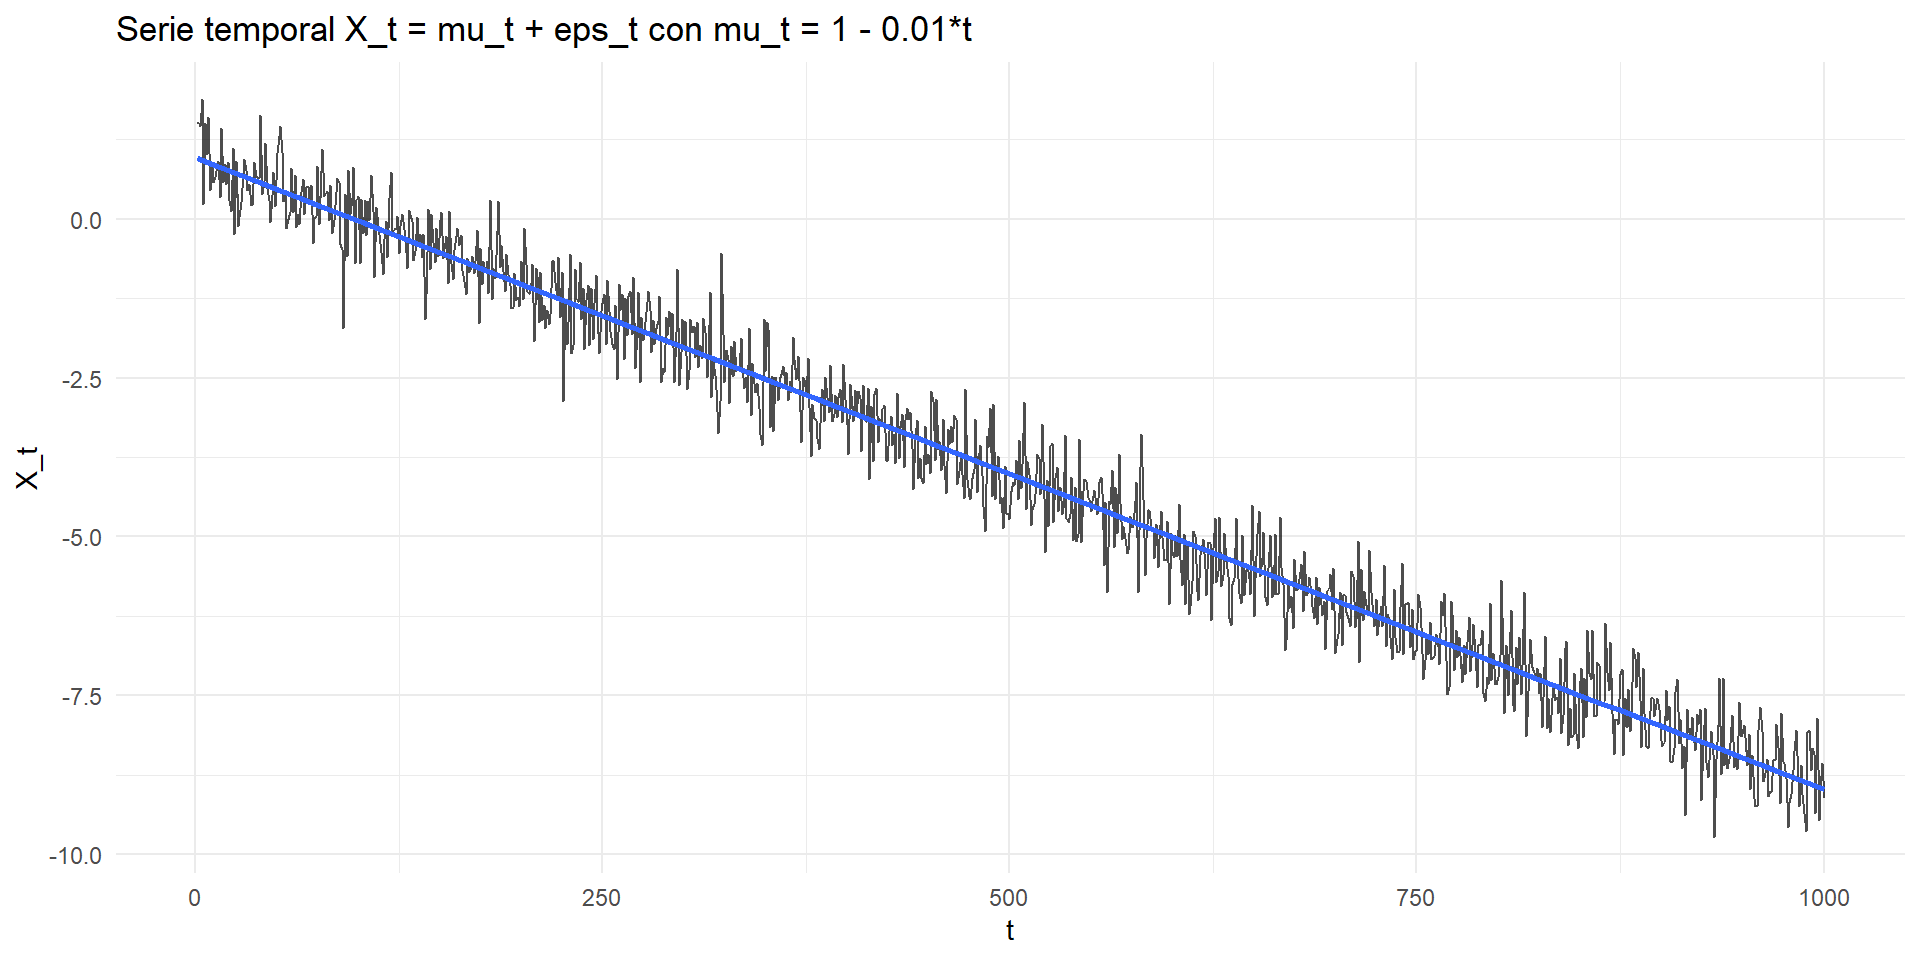 Serie temporal X_t = mu_t + eps_t con mu_t = 1 - 0.01*t
X_t
0.0
-2.5
-5.0
-7.5
-10.0
0 250 500 750 1000
t